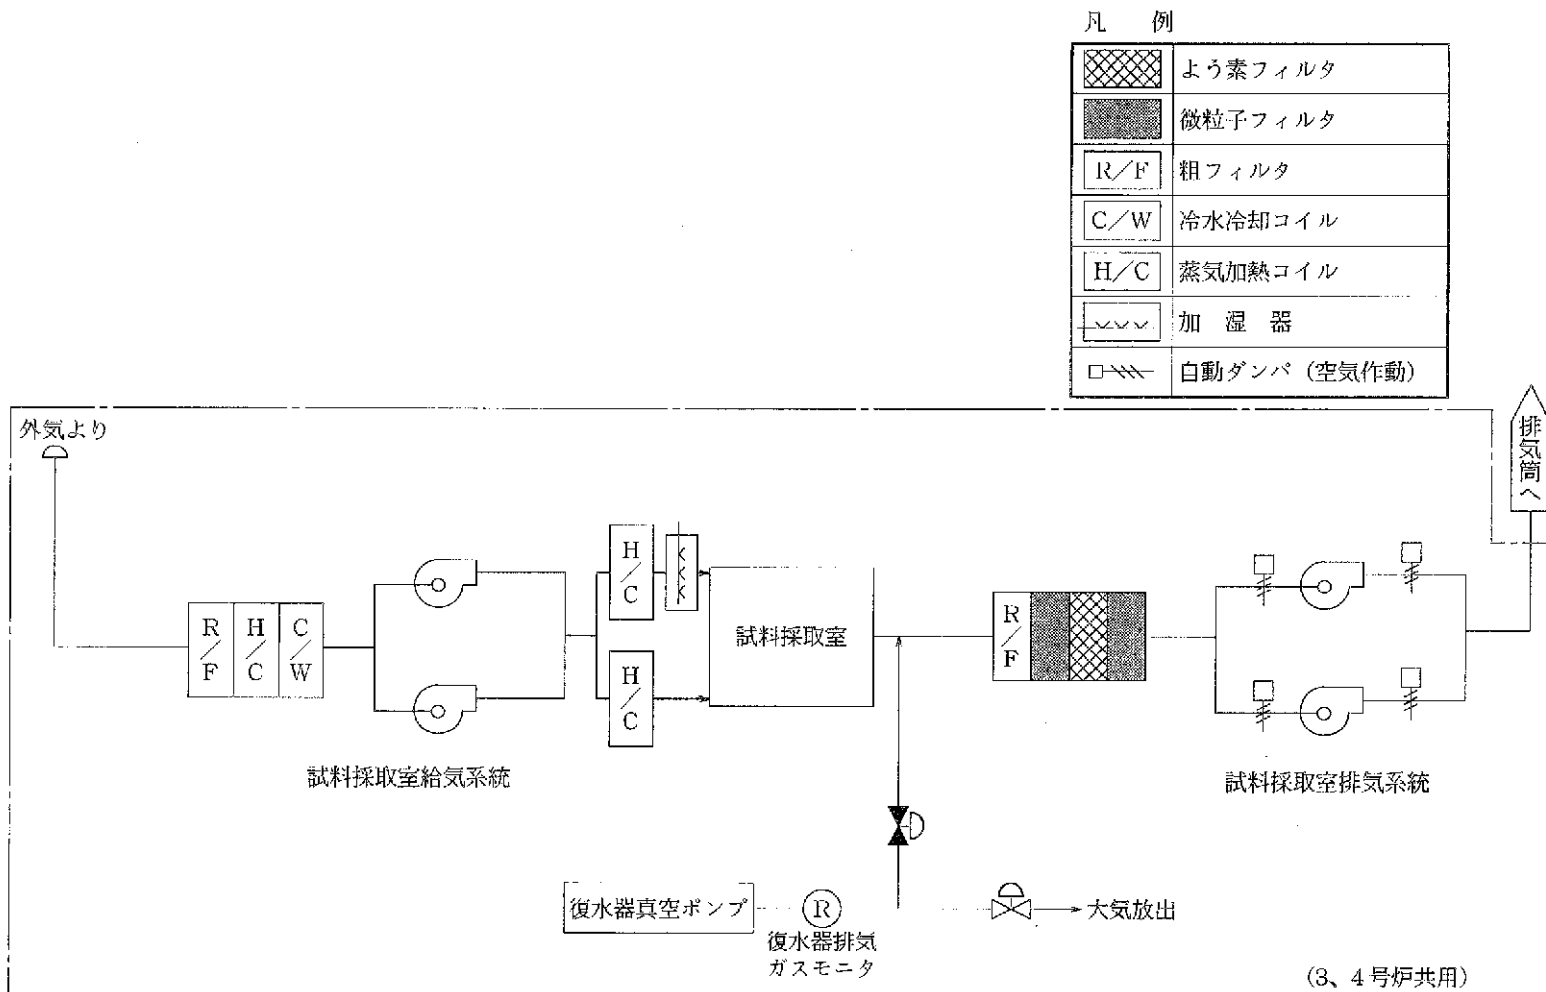 凡 例
よう素フィルタ
微粒子フィルタ
R/F 粗フィルタ
C/W 冷水冷却コイル
H/C 蒸気加熱コイル
加 湿 器
自動ダンパ (空気作動)
外気より
排気筒へ
R/F
H/C
C/W
H/C
H/C
試料採取室
R/F
試料採取室給気系統
試料採取室排気系統
復水器真空ポンプ
R
復水器排気
ガスモニタ
大気放出
(3、4号炉共用)